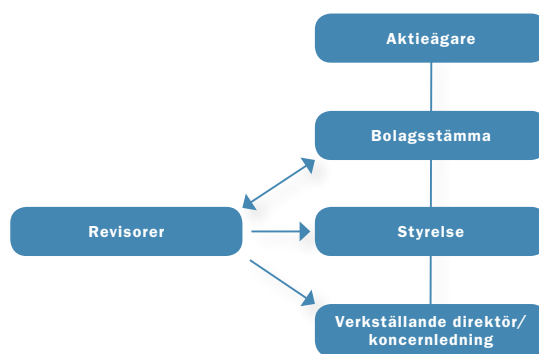 Aktieägare
Bolagsstämma
Revisorer
Styrelse
Verkställande direktör/
koncernledning